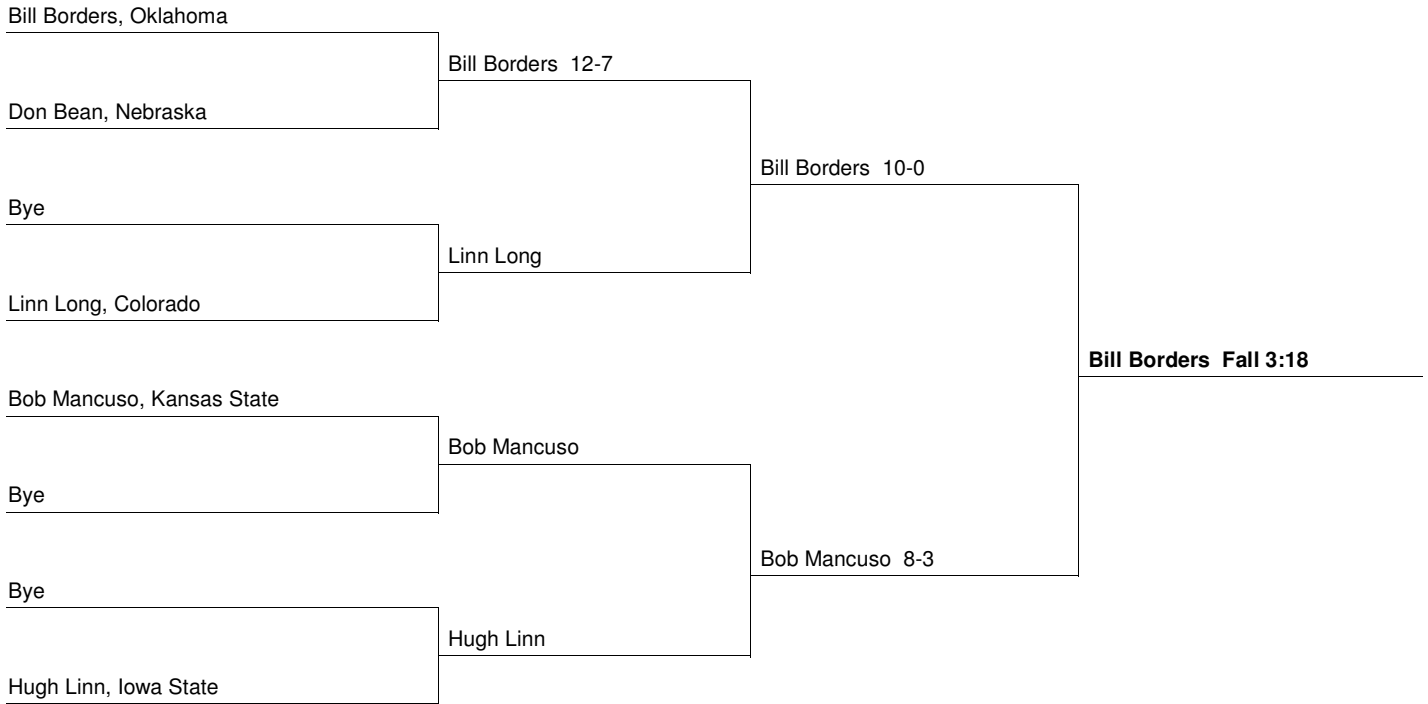 Bill Borders, Oklahoma
Bill Borders 12-7
Don Bean, Nebraska
Bill Borders 10-0
Bye
Linn Long
Linn Long, Colorado
Bill Borders Fall 3:18
Bob Mancuso, Kansas State
Bob Mancuso
Bye
Bob Mancuso 8-3
Bye
Hugh Linn
Hugh Linn, Iowa State